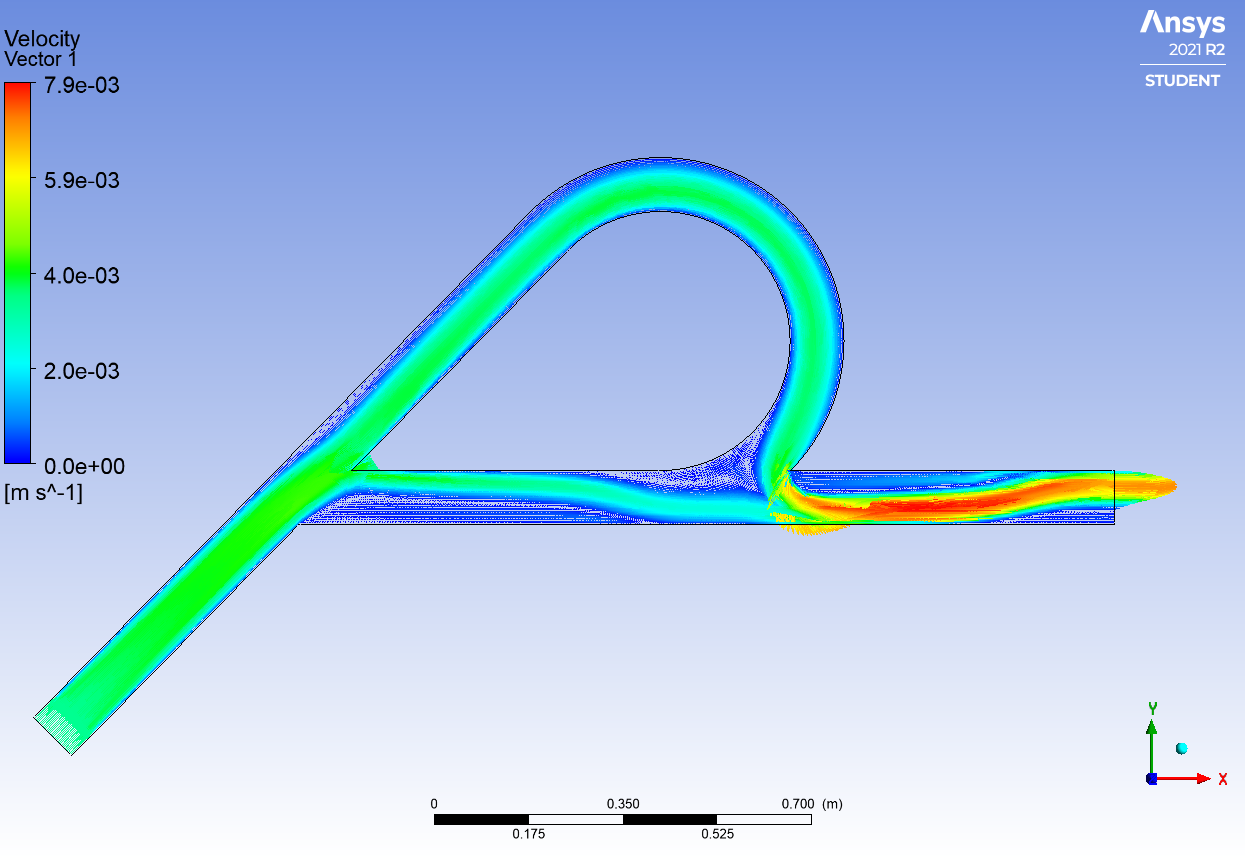 Velocity
Vector 1
7.9e-03
5.9e-03
4.0e-03
2.0e-03
0.0e+00
[m s^-1]
Ansys
2021 R2
STUDENT
Y
X
0
0.350
0.700 (m)
0.175
0.525